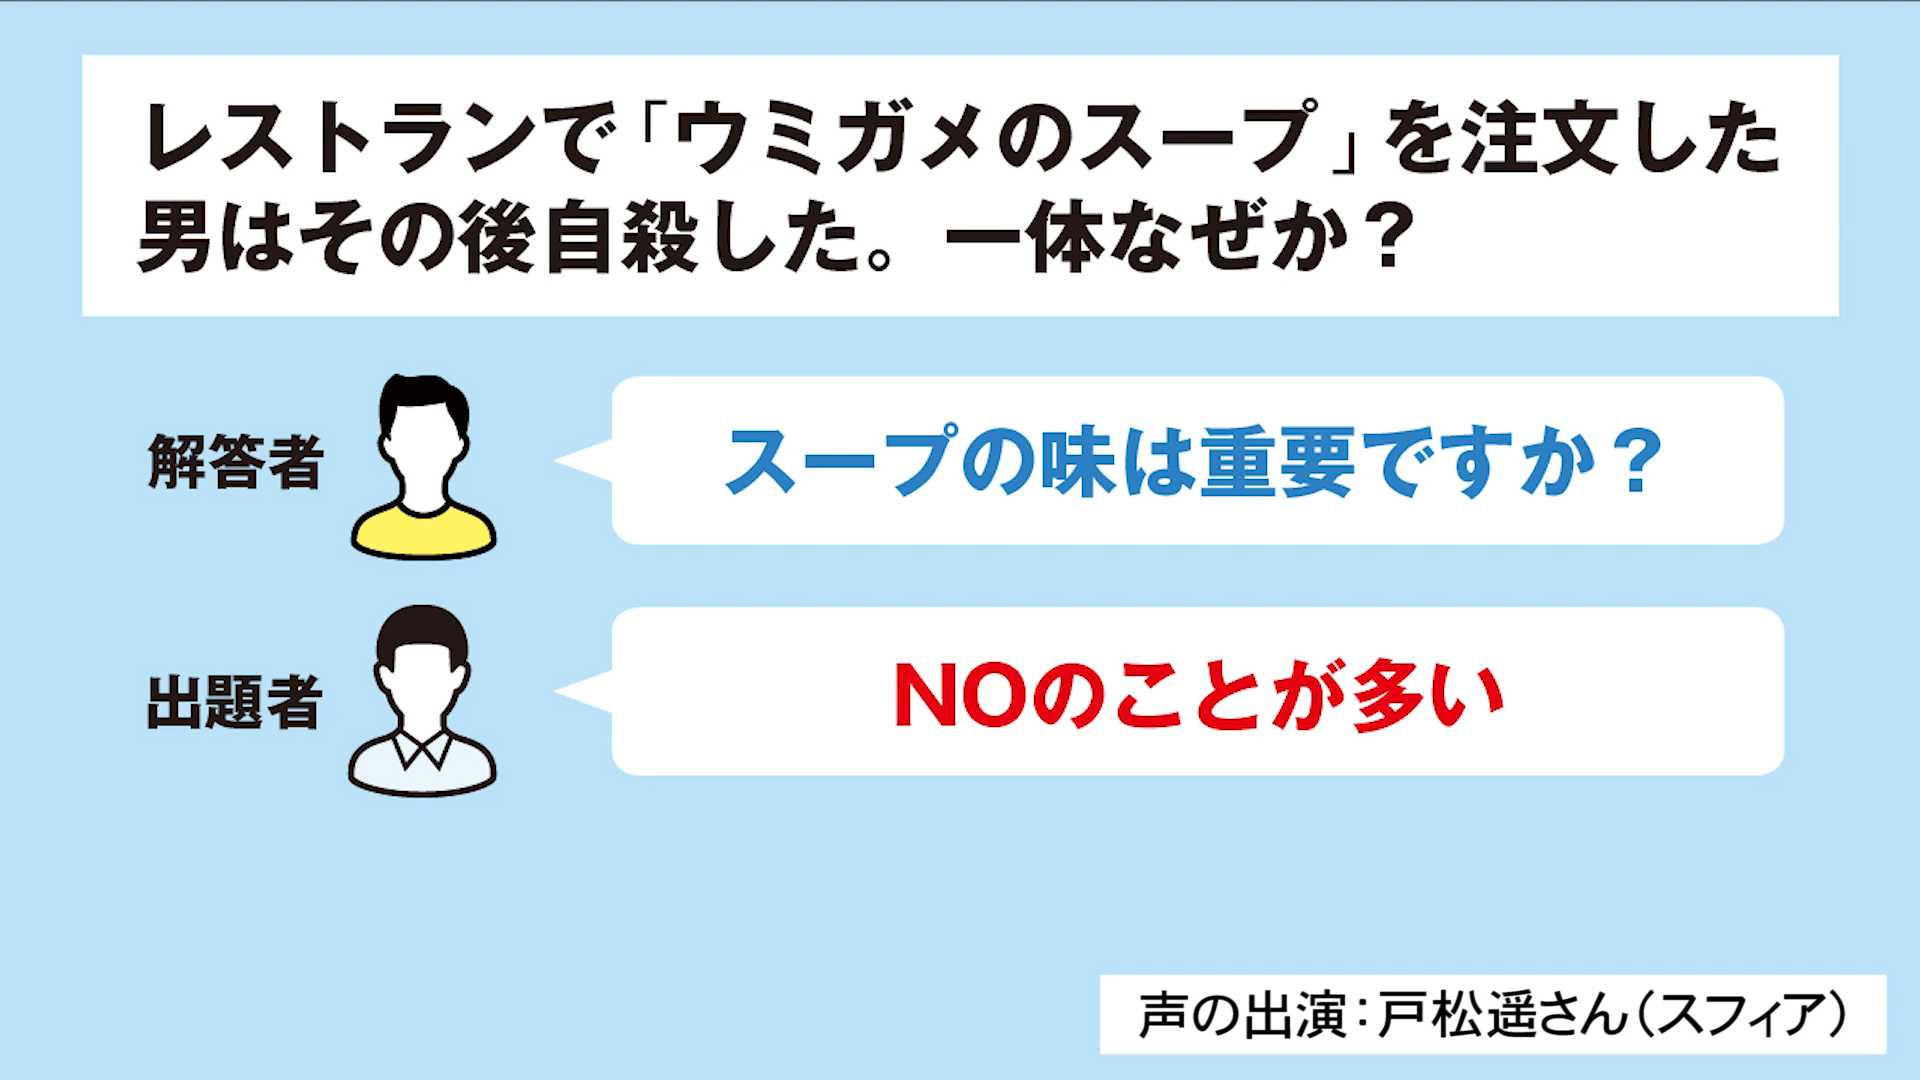 レストランで「ウミガメのスープ」を注文した
男はその後自殺した。一体なぜか？
解答者
スープの味は重要ですか？
出題者
NOのことが多い
声の出演：戸松遥さん（スフィア）